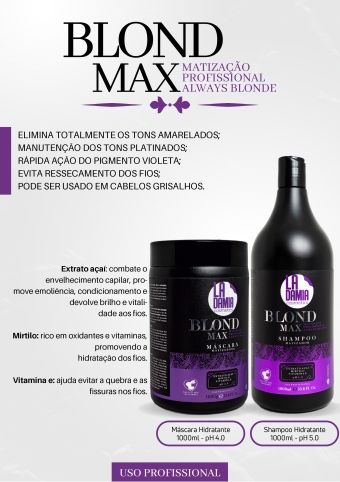 BLOND
MAX
MATIZAÇÃO
PROFISSIONAL
ALWAYS BLONDE
ELIMINA TOTALMENTE OS TONS AMARELADOS;
MANUTENÇÃO DOS TONS PLATINADOS;
RÁPIDA AÇÃO DO PIGMENTO VIOLETA;
EVITA RESSECAMENTO DOS FIOS;
PODE SER USADO EM CABELOS GRISALHOS.
Extrato açaí: combate o
envelhecimento capilar, pro-
move emoliência, condicionamento e
devolve brilho e vitali-
dade aos fios.
Mirtilo: rico em oxidantes e vitaminas,
promovendo a
hidratação dos fios.
Vitamina e: ajuda evitar a quebra e as
fissuras nos fios.
LA
DAMIA
BLOND
MAX
MÁSCARA
MATIZADORA
LA
DAMIA
BLOND
MAX
SHAMPOO
MATIZADOR
Máscara Hidratante
1000ml - pH 4.0
Shampoo Hidratante
1000ml - pH 5.0
USO PROFISSIONAL